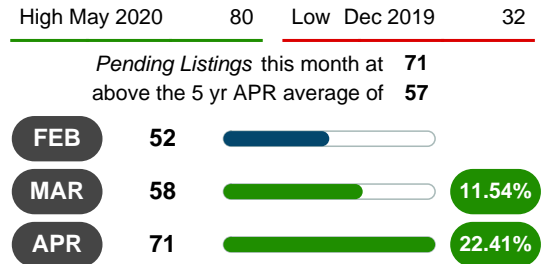 High May 2020 80 Low Dec 2019 32
Pending Listings this month at 71
above the 5 yr APR average of 57
FEB 52
MAR 58 11.54%
APR 71 22.41%